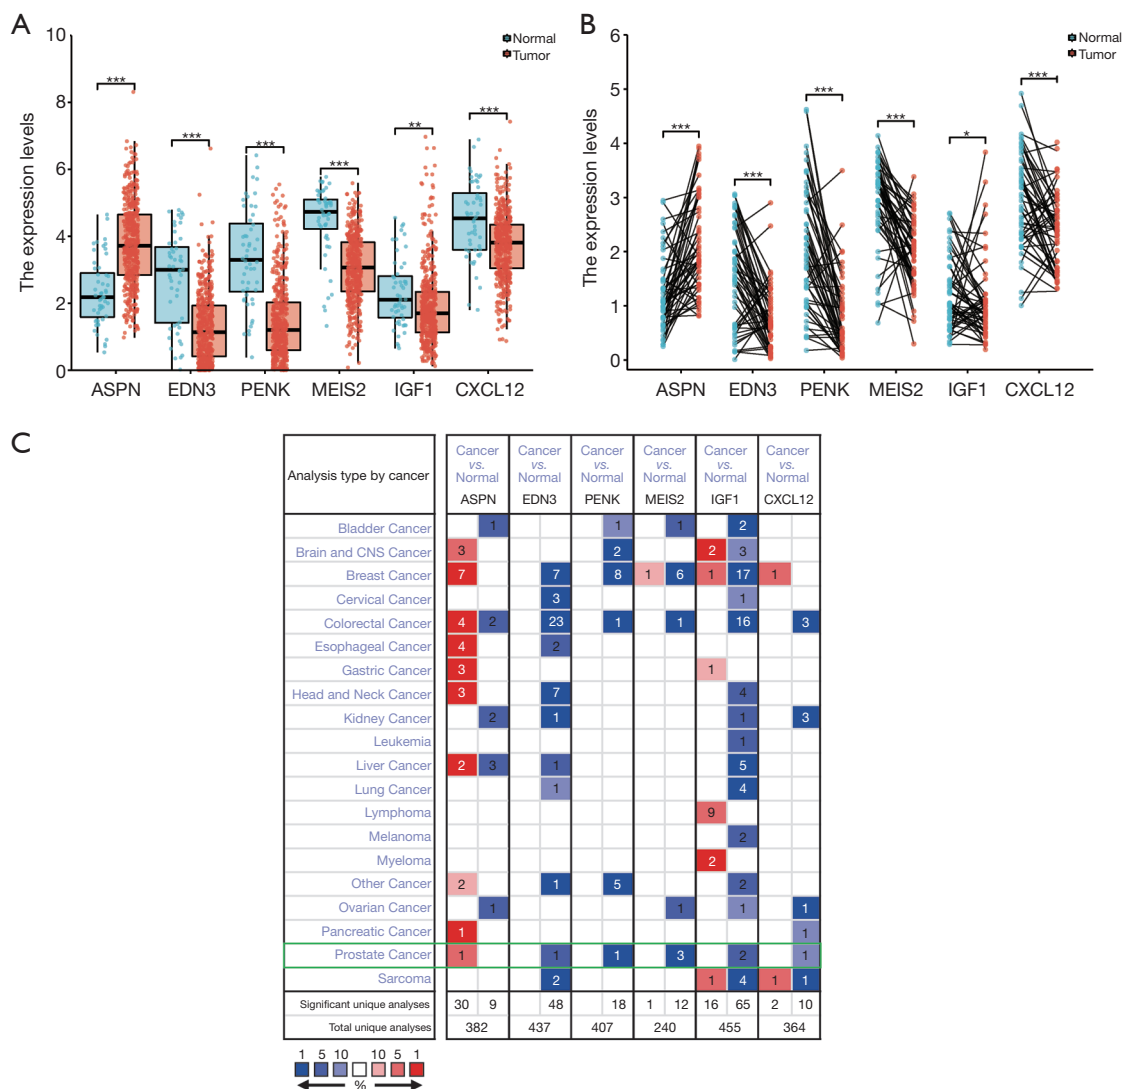 A
10
8
6
4
2
0
The expression levels
Normal
Tumor
***
***
***
***
**
***
ASPN EDN3 PENK MEIS2 IGF1 CXCL12
B
6
5
4
3
2
1
0
The expression levels
Normal
Tumor
***
***
***
***
*
***
ASPN EDN3 PENK MEIS2 IGF1 CXCL12
C
Analysis type by cancer
Cancer vs. Normal ASPN
Cancer vs. Normal EDN3
Cancer vs. Normal PENK
Cancer vs. Normal MEIS2
Cancer vs. Normal IGF1
Cancer vs. Normal CXCL12
Bladder Cancer 1 1 1 2
Brain and CNS Cancer 3 2 2 3
Breast Cancer 7 7 8 1 6 1 17 1
Cervical Cancer 3 1
Colorectal Cancer 4 2 23 1 1 16 3
Esophageal Cancer 4 2
Gastric Cancer 3 1
Head and Neck Cancer 3 7 4
Kidney Cancer 2 1 1 3
Leukemia 1
Liver Cancer 2 3 1 5
Lung Cancer 1 4
Lymphoma 9
Melanoma 2
Myeloma 2
Other Cancer 2 1 5 2
Ovarian Cancer 1 1 1 1
Pancreatic Cancer 1 1
Prostate Cancer 1 1 1 3 2 1
Sarcoma 2 1 4 1 1
Significant unique analyses 30 9 48 18 1 12 16 65 2 10
Total unique analyses 382 437 407 240 455 364
1 5 10 10 5 1
%